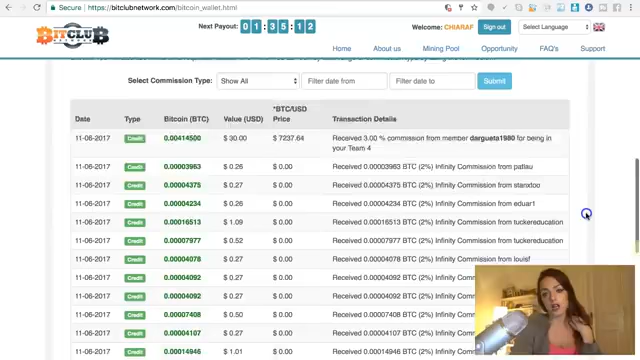 Secure https://bitclubnetwork.com/bitcoin_wallet.html
BITCLUB
NETWORK
Next Payout: 0 1 3 5 1 2
Welcome: CHIARAF
Sign out
Select Language
Home About us Mining Pool Opportunity FAQ's Support
Select Commission Type: Show All Filter date from Filter date to Submit
Date Type Bitcoin (BTC) Value (USD) *BTC/USD Price Transaction Details
11-06-2017 Credit 0.00414500 $ 30.00 $ 7237.64 Received 3.00 % commission from member dargueta1980 for being in
your Team 4
11-06-2017 Credit 0.00003963 $ 0.26 $ 0.00 Received 0.00003963 BTC (2%) Infinity Commission from patlau
11-06-2017 Credit 0.00004375 $ 0.27 $ 0.00 Received 0.00004375 BTC (2%) Infinity Commission from starxdoo
11-06-2017 Credit 0.00004234 $ 0.26 $ 0.00 Received 0.00004234 BTC (2%) Infinity Commission from eduar1
11-06-2017 Credit 0.00016513 $ 1.09 $ 0.00 Received 0.00016513 BTC (2%) Infinity Commission from tuckereducation
11-06-2017 Credit 0.00007977 $ 0.52 $ 0.00 Received 0.00007977 BTC (2%) Infinity Commission from tuckereducation
11-06-2017 Credit 0.00004078 $ 0.27 $ 0.00 Received 0.00004078 BTC (2%) Infinity Commission from louisf
11-06-2017 Credit 0.00004092 $ 0.27 $ 0.00 Received 0.00004092 BTC (2%) Infinity
11-06-2017 Credit 0.00004092 $ 0.27 $ 0.00 Received 0.00004092 BTC (2%) Infinity
11-06-2017 Credit 0.00007408 $ 0.50 $ 0.00 Received 0.00007408 BTC (2%) Infinity
11-06-2017 Credit 0.00004107 $ 0.27 $ 0.00 Received 0.00004107 BTC (2%) Infinity
11-06-2017 Credit 0.00014946 $ 1.01 $ 0.00 Received 0.00014946 BTC (2%) Infinity